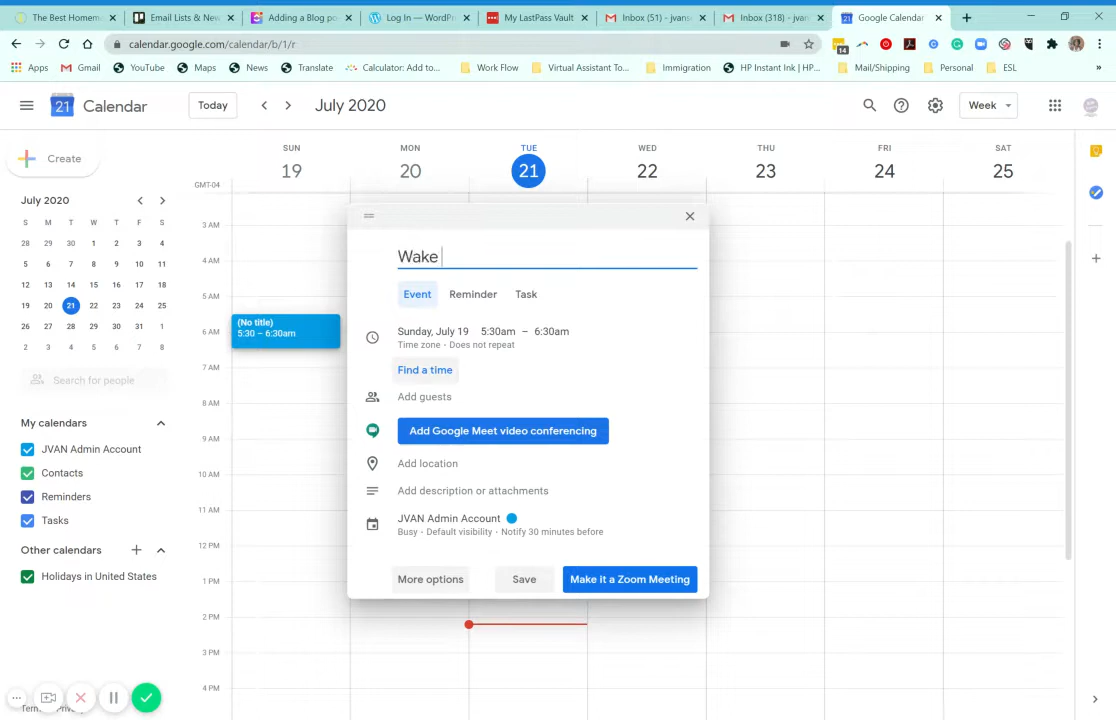 The Best Homem
Email Lists & New
Adding a Blog po
Log In — WordPr
My LastPass Vault
Inbox (51) - jvans
Inbox (318) - jvan
Google Calendar
calendar.google.com/calendar/b/1/r
14
Apps
Gmail
YouTube
Maps
News
Translate
Calculator: Add to...
Work Flow
Virtual Assistant To...
Immigration
HP Instant Ink | HP...
Mail/Shipping
Personal
ESL
»
21
Calendar
Today
July 2020
Week
Create
SUN
MON
TUE
WED
THU
FRI
SAT
19
20
21
22
23
24
25
GMT-04
July 2020
S M T W T F S
28 29 30 1 2 3 4
5 6 7 8 9 10 11
12 13 14 15 16 17 18
19 20 21 22 23 24 25
26 27 28 29 30 31 1
2 3 4 5 6 7 8
Search for people
My calendars
JVAN Admin Account
Contacts
Reminders
Tasks
Other calendars
Holidays in United States
3 AM
4 AM
5 AM
6 AM
7 AM
8 AM
9 AM
10 AM
11 AM
12 PM
1 PM
2 PM
3 PM
4 PM
(No title)
5:30 – 6:30am
Wake
Event
Reminder
Task
Sunday, July 19 5:30am – 6:30am
Time zone · Does not repeat
Find a time
Add guests
Add Google Meet video conferencing
Add location
Add description or attachments
JVAN Admin Account
Busy · Default visibility · Notify 30 minutes before
More options
Save
Make it a Zoom Meeting